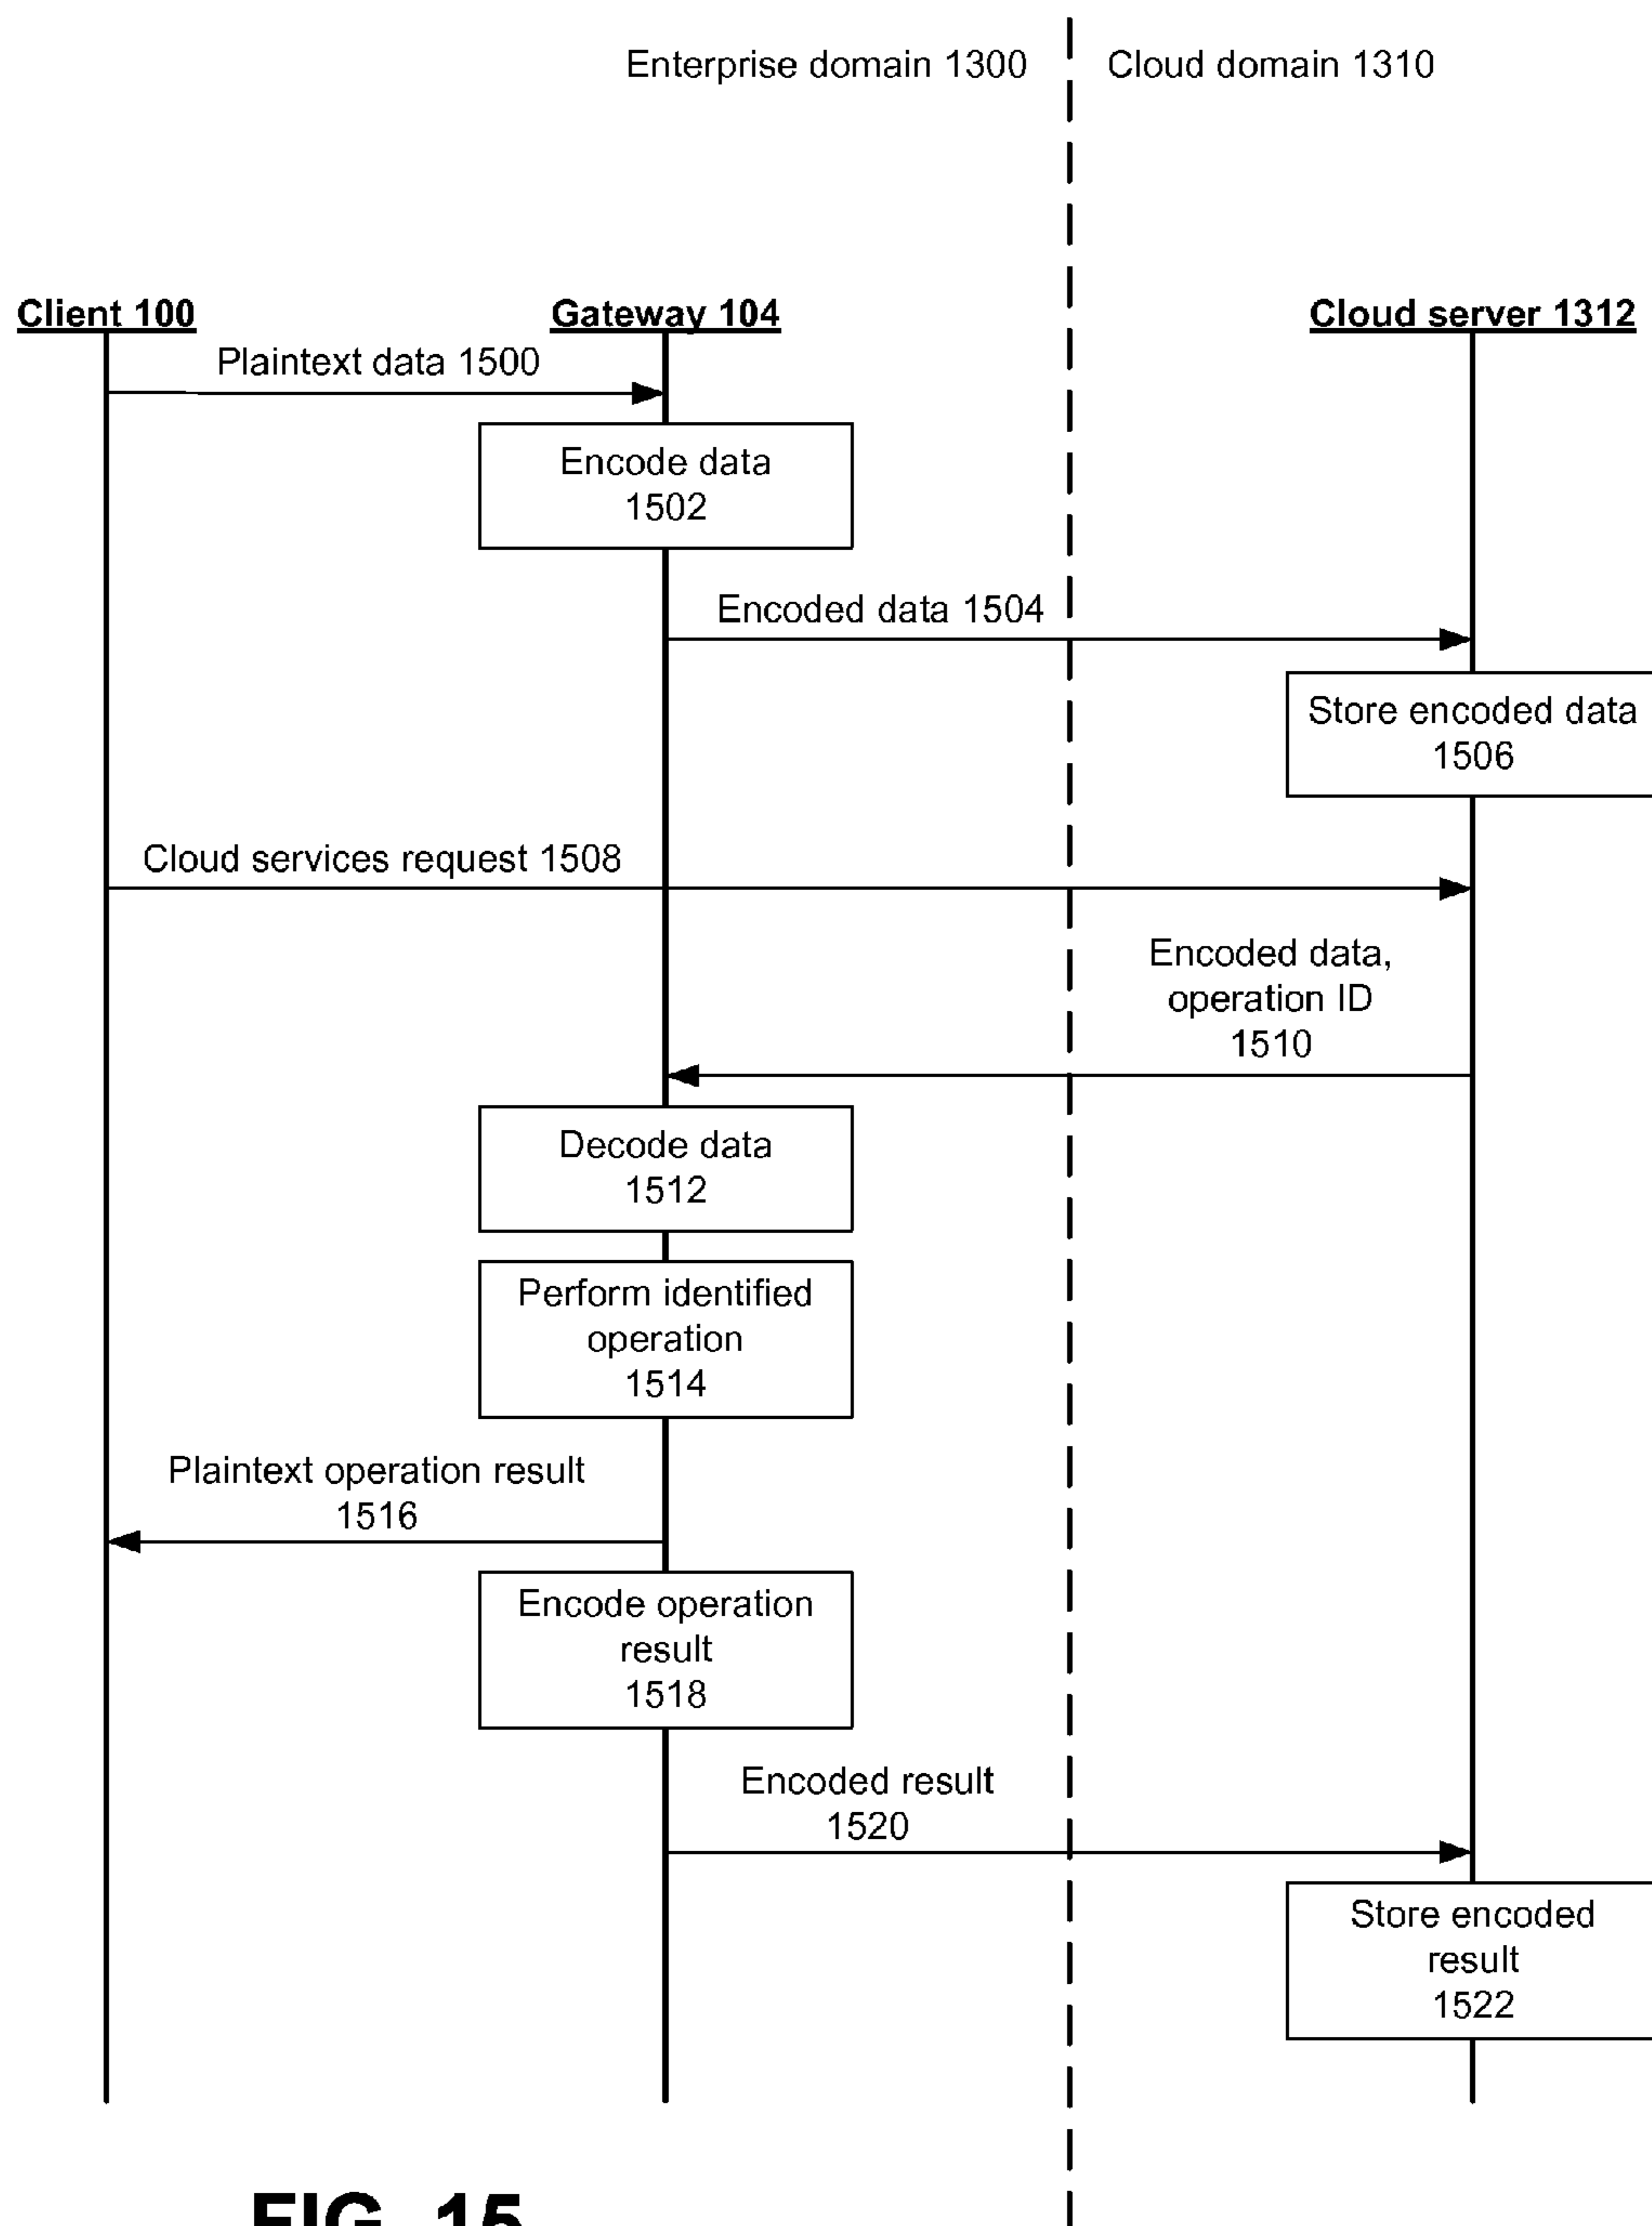 Enterprise domain 1300
Cloud domain 1310
Client 100
Gateway 104
Cloud server 1312
Plaintext data 1500
Encode data
1502
Encoded data 1504
Store encoded data
1506
Cloud services request 1508
Encoded data,
operation ID
1510
Decode data
1512
Perform identified
operation
1514
Plaintext operation result
1516
Encode operation
result
1518
Encoded result
1520
Store encoded
result
1522
FIG. 15